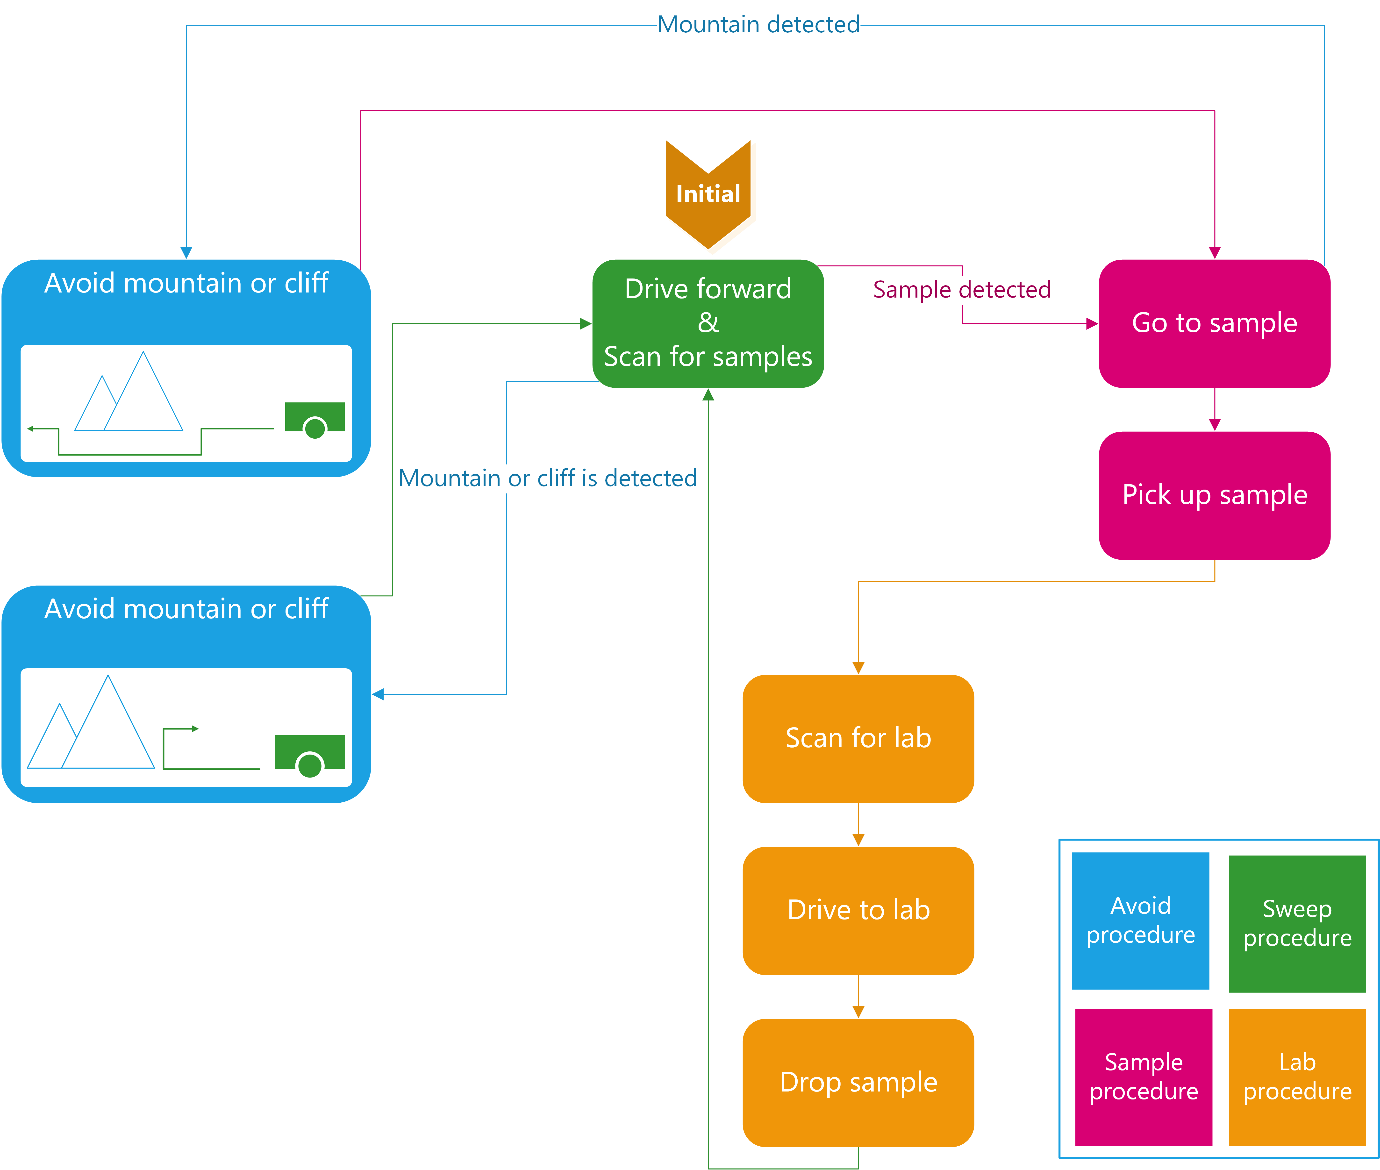 Mountain detected
Initial
Avoid mountain or cliff
Drive forward
&
Scan for samples
Sample detected
Go to sample
Mountain or cliff is detected
Pick up sample
Avoid mountain or cliff
Scan for lab
Drive to lab
Drop sample
Avoid
procedure
Sweep
procedure
Sample
procedure
Lab
procedure